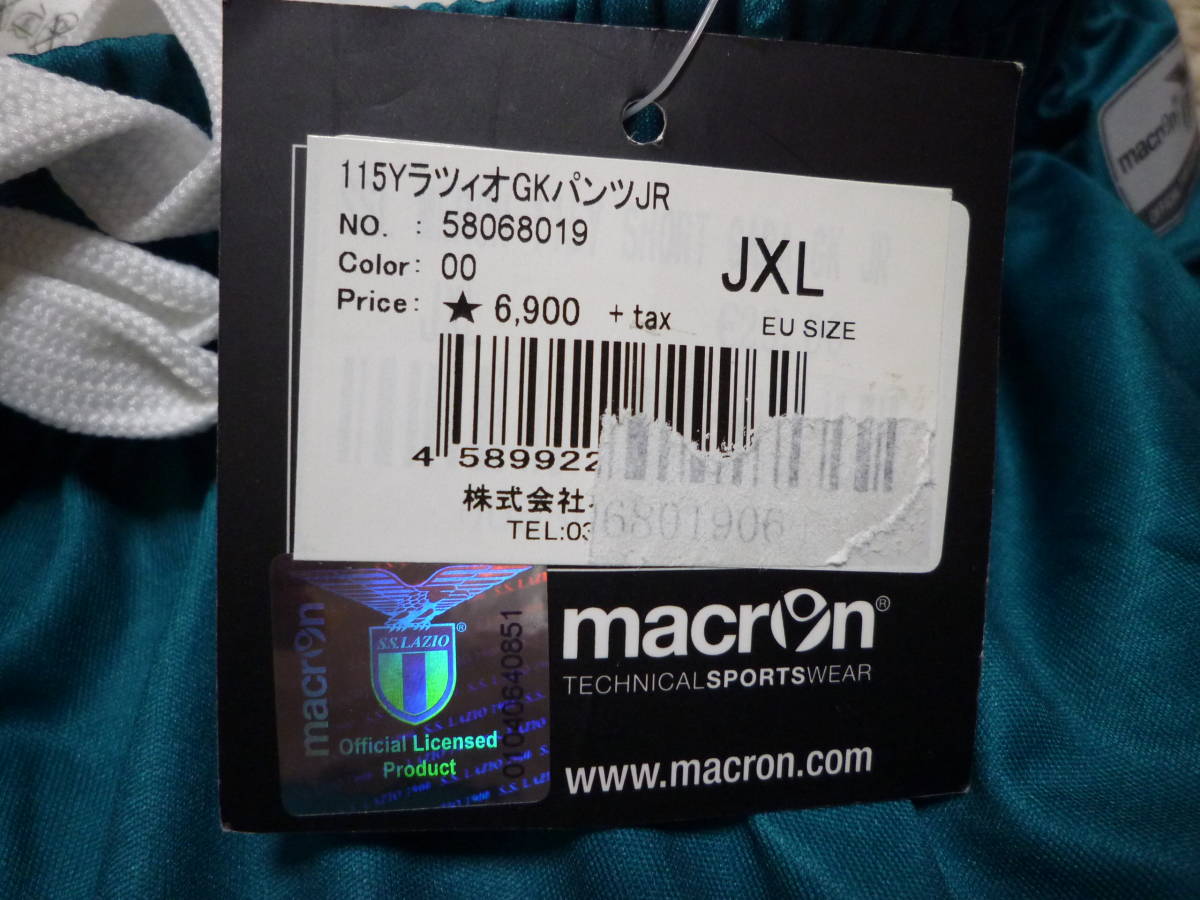 115YラツィオGKパンツJR
NO. : 58068019
Color: 00
JXL
Price: ★ 6,900 + tax
EU SIZE
4 589922
株式会社
TEL:03
6801906
macron
S.S.LAZIO
®
Official Licensed
Product
01040640851
macron®
TECHNICALSPORTSWEAR
www.macron.com
macron